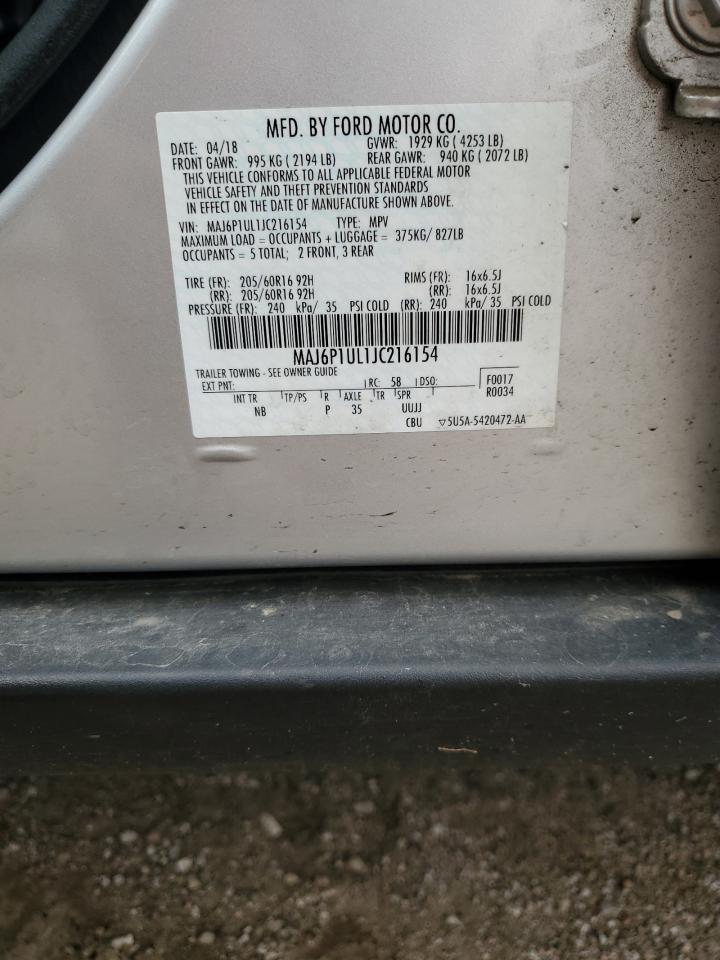 MFD. BY FORD MOTOR CO.
DATE: 04/18 GVWR: 1929 KG ( 4253 LB)
FRONT GAWR: 995 KG ( 2194 LB) REAR GAWR: 940 KG ( 2072 LB)
THIS VEHICLE CONFORMS TO ALL APPLICABLE FEDERAL MOTOR
VEHICLE SAFETY AND THEFT PREVENTION STANDARDS
IN EFFECT ON THE DATE OF MANUFACTURE SHOWN ABOVE.
VIN: MAJ6P1UL1JC216154 TYPE: MPV
MAXIMUM LOAD = OCCUPANTS + LUGGAGE = 375KG/ 827LB
OCCUPANTS = 5 TOTAL; 2 FRONT, 3 REAR
TIRE (FR): 205/60R16 92H RIMS (FR): 16x6.5J
(RR): 205/60R16 92H (RR): 16x6.5J
PRESSURE (FR): 240 kPa/ 35 PSI COLD (RR): 240 kPa/ 35 PSI COLD
MAJ6P1UL1JC216154
TRAILER TOWING - SEE OWNER GUIDE
EXT PNT: RC: 58 DSO: F0017
R0034
INT TR TP/PS R AXLE TR SPR
NB P 35 UUJJ
CBU 5U5A-5420472-AA